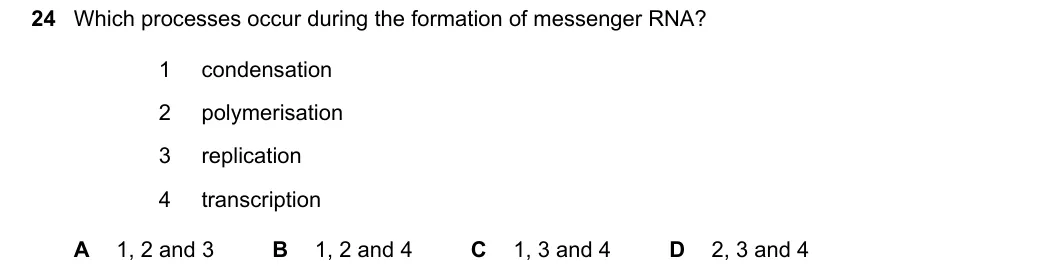 24 Which processes occur during the formation of messenger RNA?
1 condensation
2 polymerisation
3 replication
4 transcription
A 1, 2 and 3 B 1, 2 and 4 C 1, 3 and 4 D 2, 3 and 4